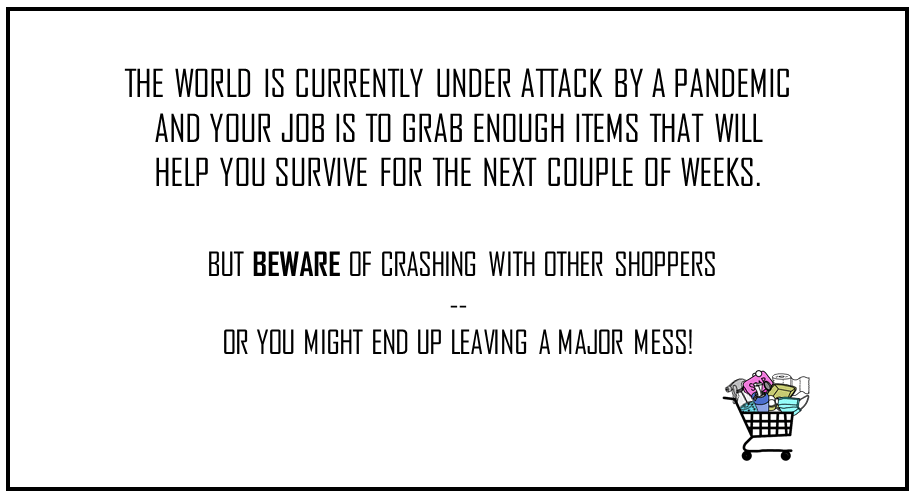 THE WORLD IS CURRENTLY UNDER ATTACK BY A PANDEMIC
AND YOUR JOB IS TO GRAB ENOUGH ITEMS THAT WILL
HELP YOU SURVIVE FOR THE NEXT COUPLE OF WEEKS.
BUT BEWARE OF CRASHING WITH OTHER SHOPPERS
--
OR YOU MIGHT END UP LEAVING A MAJOR MESS!